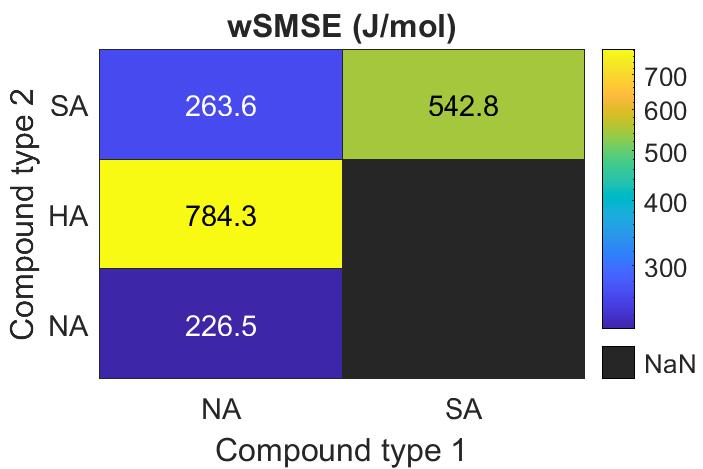 wSMSE (J/mol)
Compound type 2
SA
263.6
542.8
HA
784.3
NA
226.5
NA
SA
Compound type 1
700
600
500
400
300
NaN